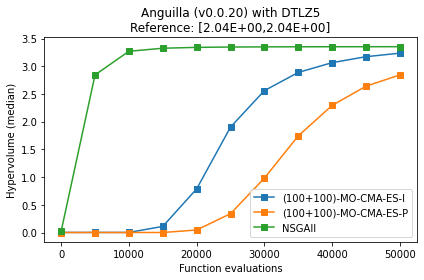 Anguilla (v0.0.20) with DTLZ5
Reference: [2.04E+00,2.04E+00]
Hypervolume (median)
3.5
3.0
2.5
2.0
1.5
1.0
0.5
0.0
(100+100)-MO-CMA-ES-I
(100+100)-MO-CMA-ES-P
NSGAII
0 10000 20000 30000 40000 50000
Function evaluations